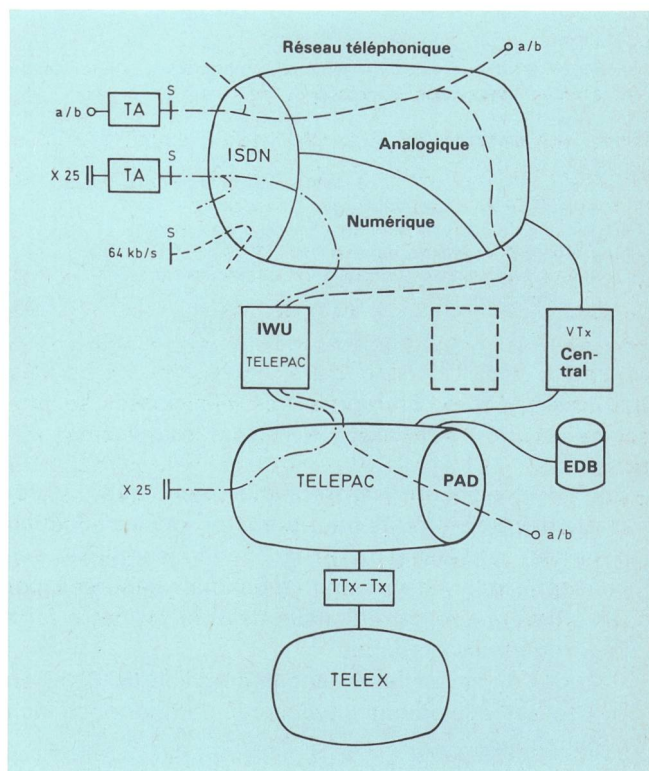 Réseau téléphonique
a/b
S
a/b
TA
ISDN
Analogique
S
X 25
TA
Numérique
S
64 kb/s
IWU
TELEPAC
VTx
Cen-
tral
TELEPAC
PAD
EDB
X 25
a/b
TTx-Tx
TELEX